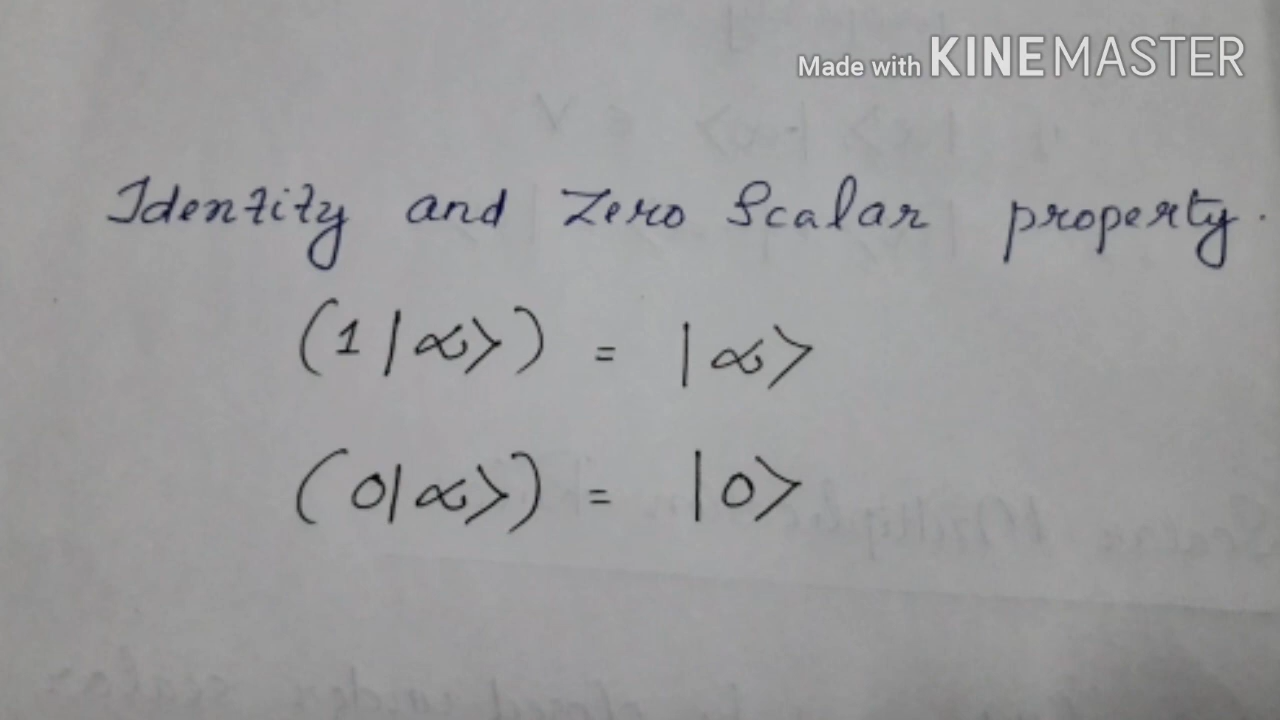 Made with KINEMASTER
Identity and Zero Scalar property.
(1|∝>) = |∝>
(0|∝>) = |0>